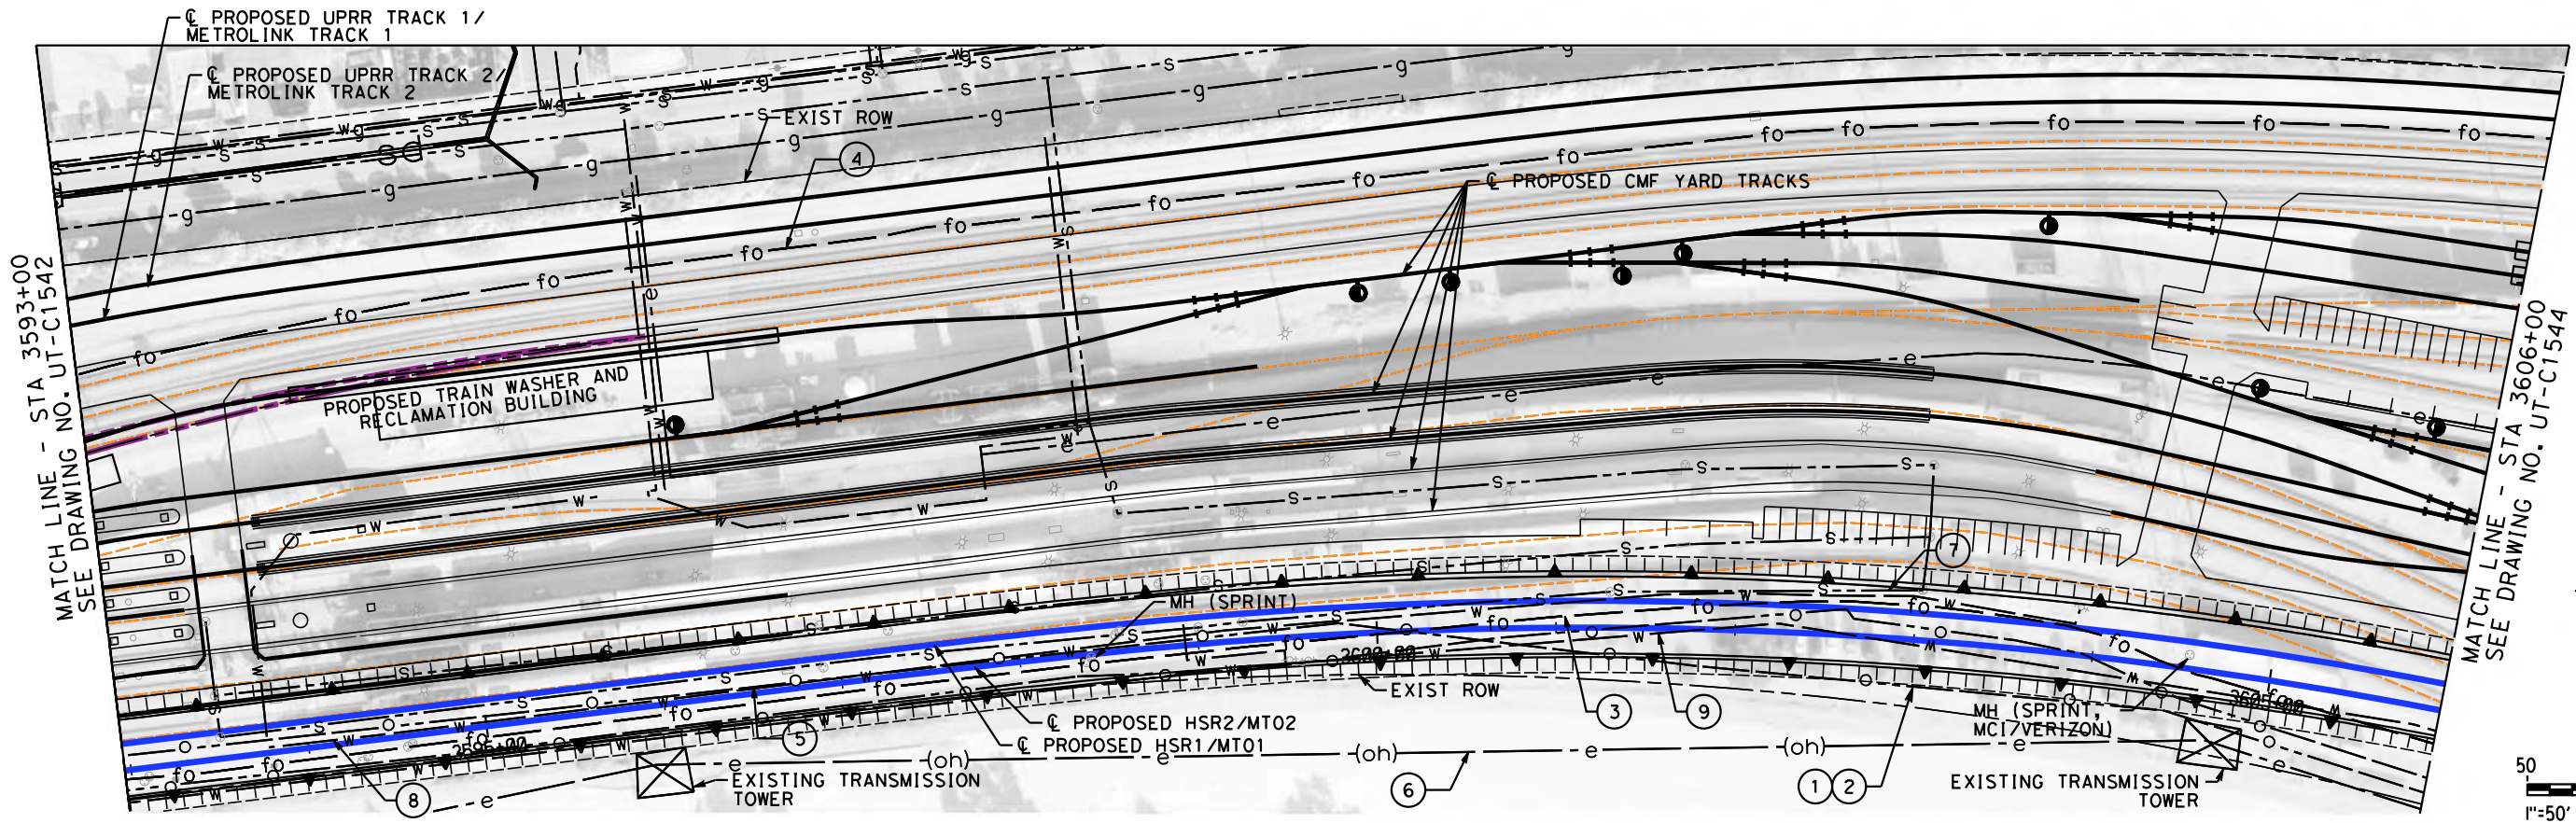 ℄ PROPOSED UPRR TRACK 1/
METROLINK TRACK 1
℄ PROPOSED UPRR TRACK 2/
METROLINK TRACK 2
EXIST ROW
4
℄ PROPOSED CMF YARD TRACKS
MATCH LINE - STA 3593+00
SEE DRAWING NO. UT-C1542
PROPOSED TRAIN WASHER AND
RECLAMATION BUILDING
MATCH LINE - STA 3606+00
SEE DRAWING NO. UT-C1544
7
MH (SPRINT)
EXIST ROW
3
9
℄ PROPOSED HSR2/MT02
℄ PROPOSED HSR1/MT01
5
MH (SPRINT,
MCI/VERIZON)
(oh)
(oh)
(oh)
EXISTING TRANSMISSION
TOWER
8
6
1
2
EXISTING TRANSMISSION
TOWER
50
1"=50'